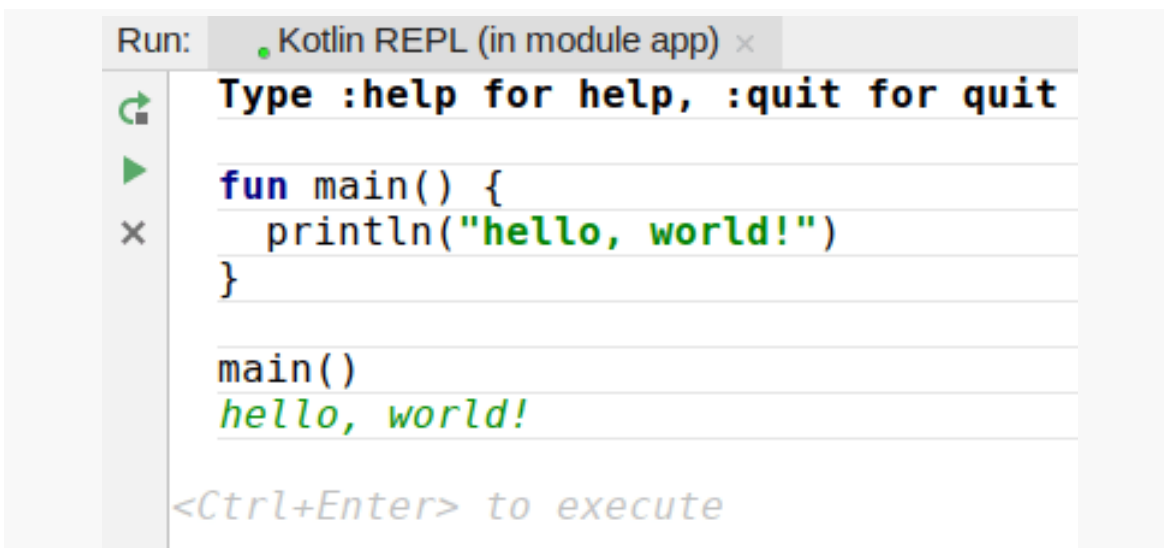 Run: Kotlin REPL (in module app) ×
Type :help for help, :quit for quit
fun main() {
  println("hello, world!")
}
main()
hello, world!
<Ctrl+Enter> to execute